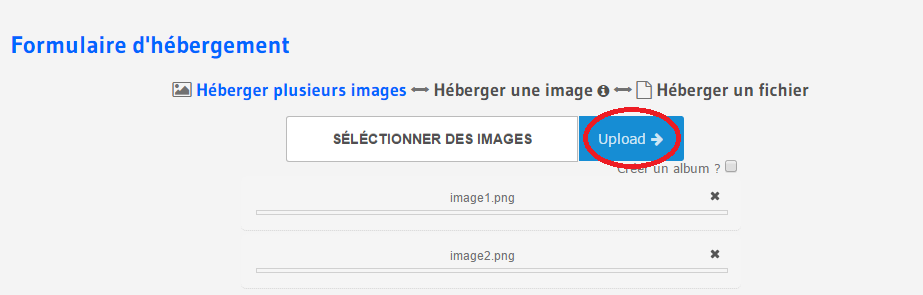 Formulaire d'hébergement
Héberger plusieurs images Héberger une image Héberger un fichier
SÉLÉCTIONNER DES IMAGES Upload
Créer un album ?
image1.png
image2.png